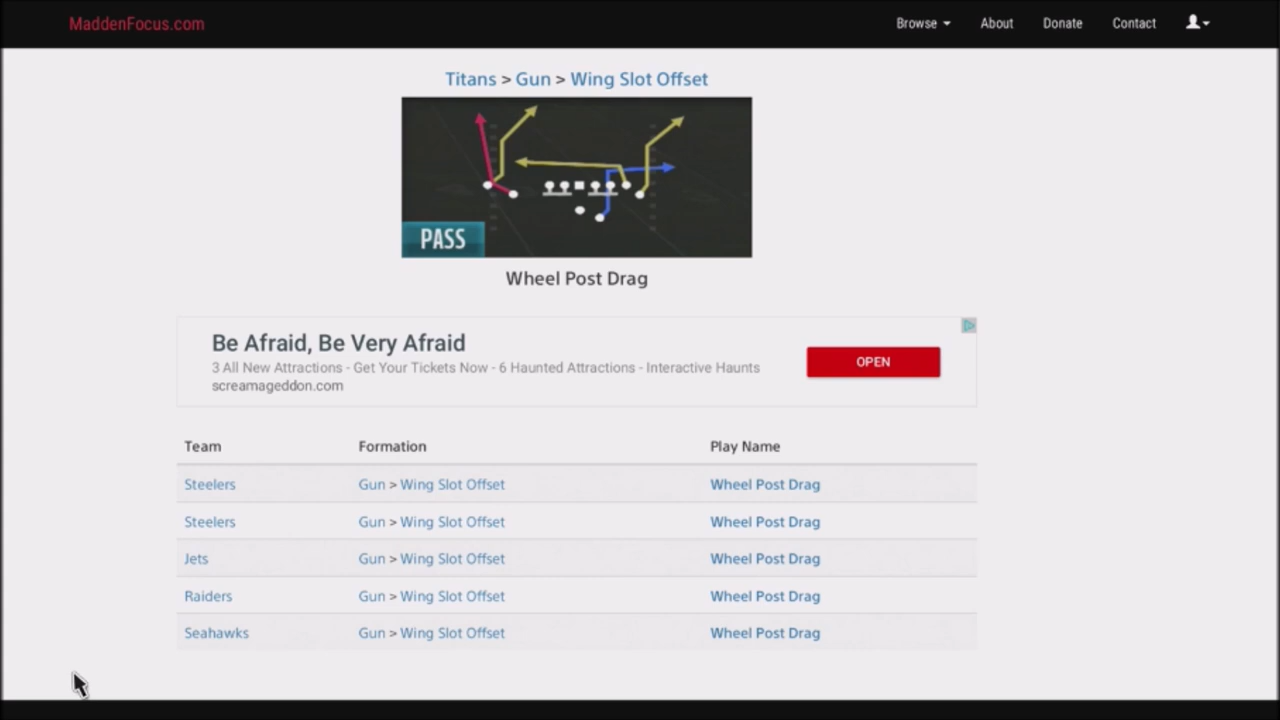 MaddenFocus.com Browse About Donate Contact
Titans > Gun > Wing Slot Offset
PASS
Wheel Post Drag
Be Afraid, Be Very Afraid
3 All New Attractions - Get Your Tickets Now - 6 Haunted Attractions - Interactive Haunts
screamageddon.com
OPEN
Team Formation Play Name
Steelers Gun > Wing Slot Offset Wheel Post Drag
Steelers Gun > Wing Slot Offset Wheel Post Drag
Jets Gun > Wing Slot Offset Wheel Post Drag
Raiders Gun > Wing Slot Offset Wheel Post Drag
Seahawks Gun > Wing Slot Offset Wheel Post Drag